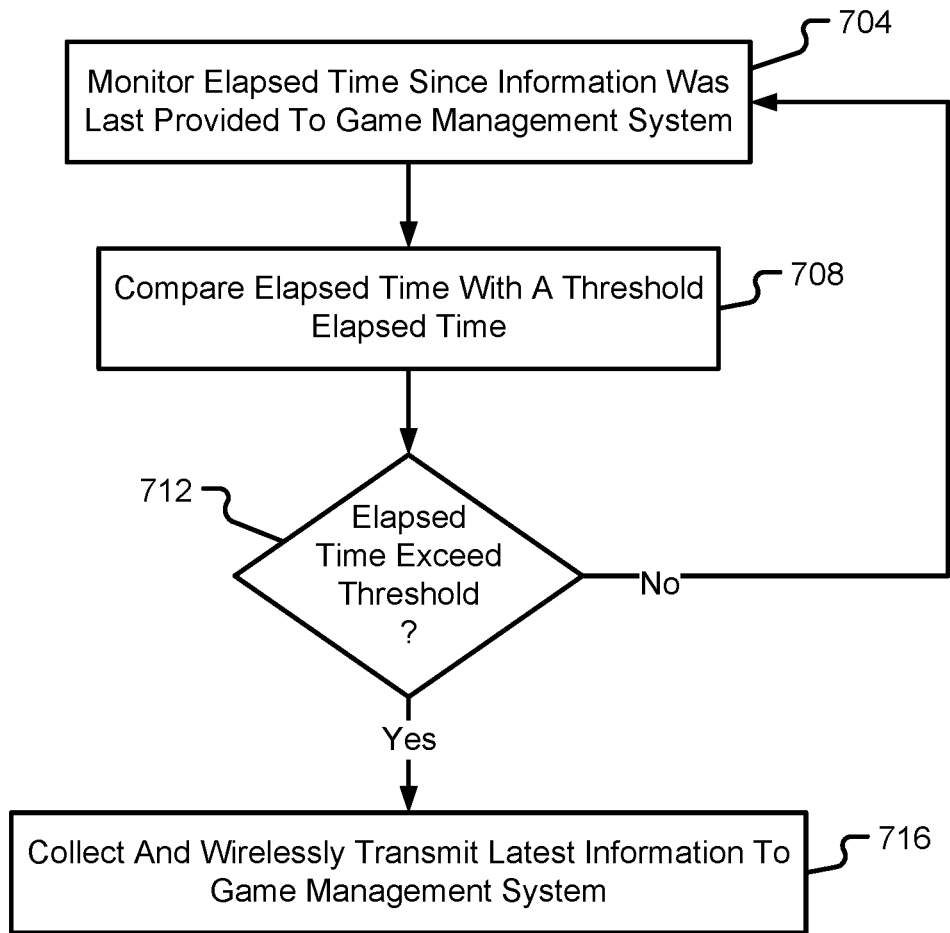 704
Monitor Elapsed Time Since Information Was
Last Provided To Game Management System
708
Compare Elapsed Time With A Threshold
Elapsed Time
712
Elapsed
Time Exceed
Threshold
?
No
Yes
716
Collect And Wirelessly Transmit Latest Information To
Game Management System